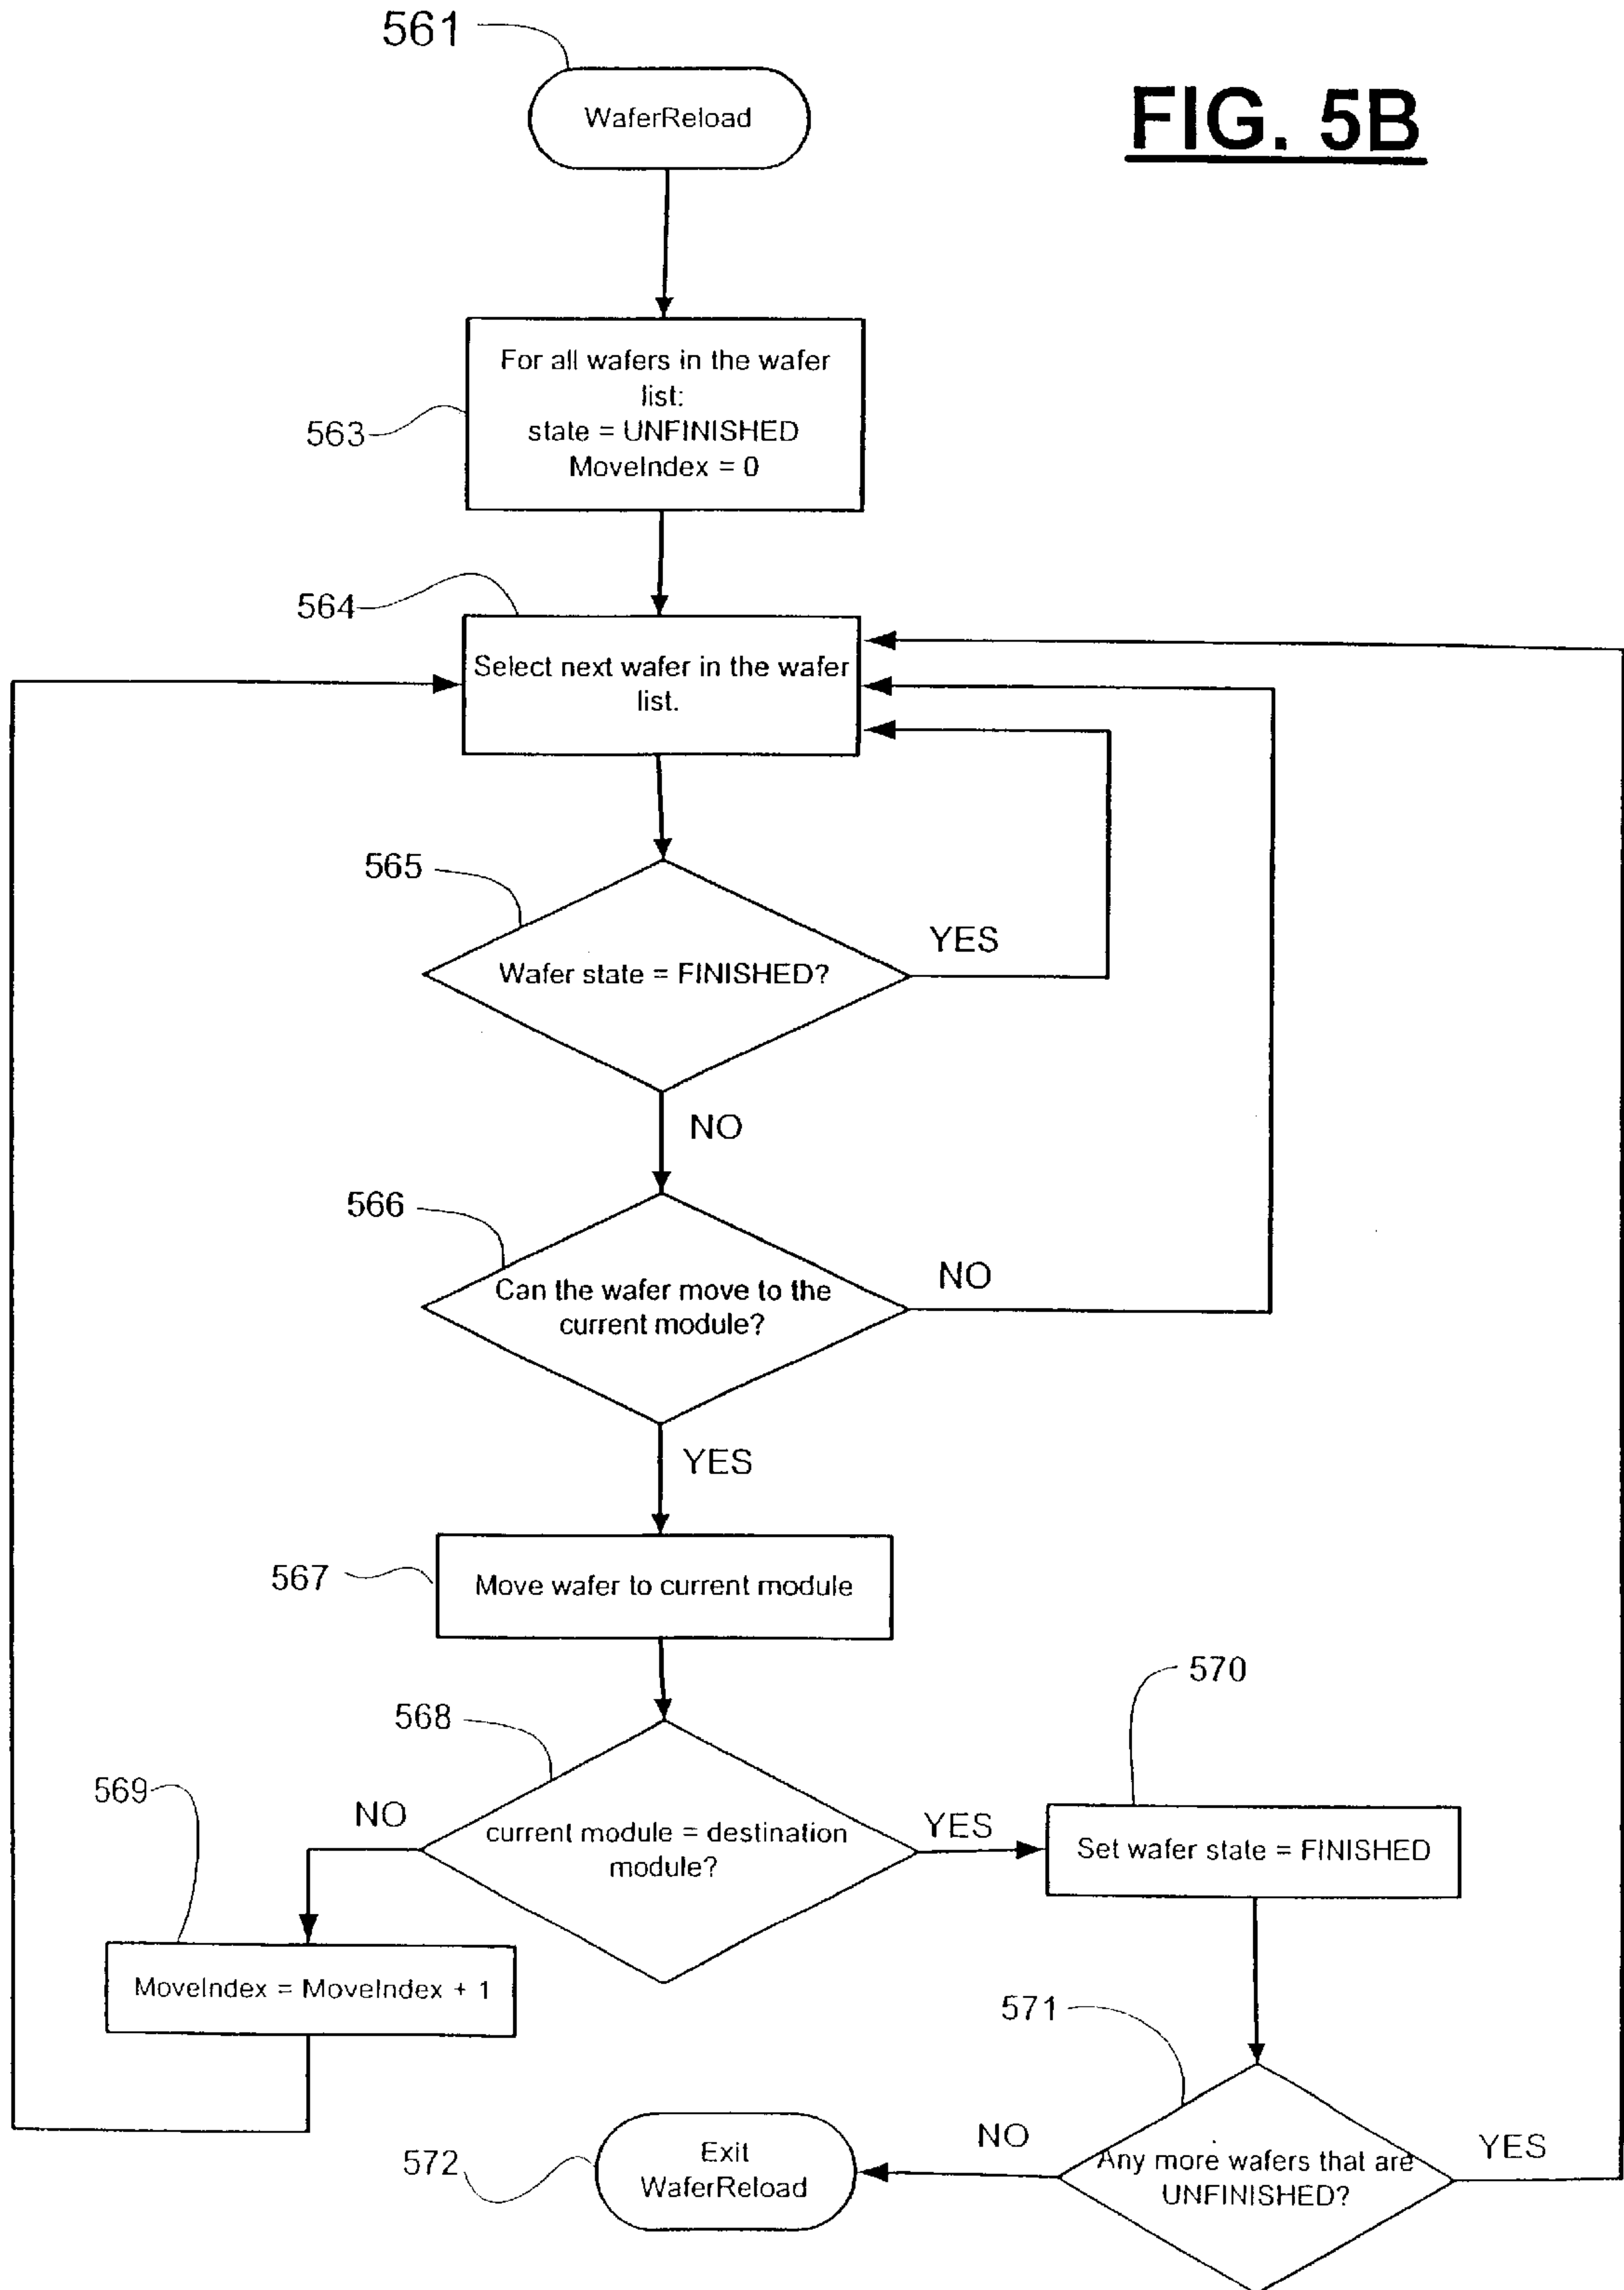 561
WaferReload
FIG. 5B
For all wafers in the wafer
list:
state = UNFINISHED
MoveIndex = 0
563
564
Select next wafer in the wafer
list.
565
YES
Wafer state = FINISHED?
NO
566
NO
Can the wafer move to the
current module?
YES
567
Move wafer to current module
570
568
569
NO
current module = destination
module?
YES
Set wafer state = FINISHED
MoveIndex = MoveIndex + 1
571
NO
YES
572
Exit
WaferReload
Any more wafers that are
UNFINISHED?